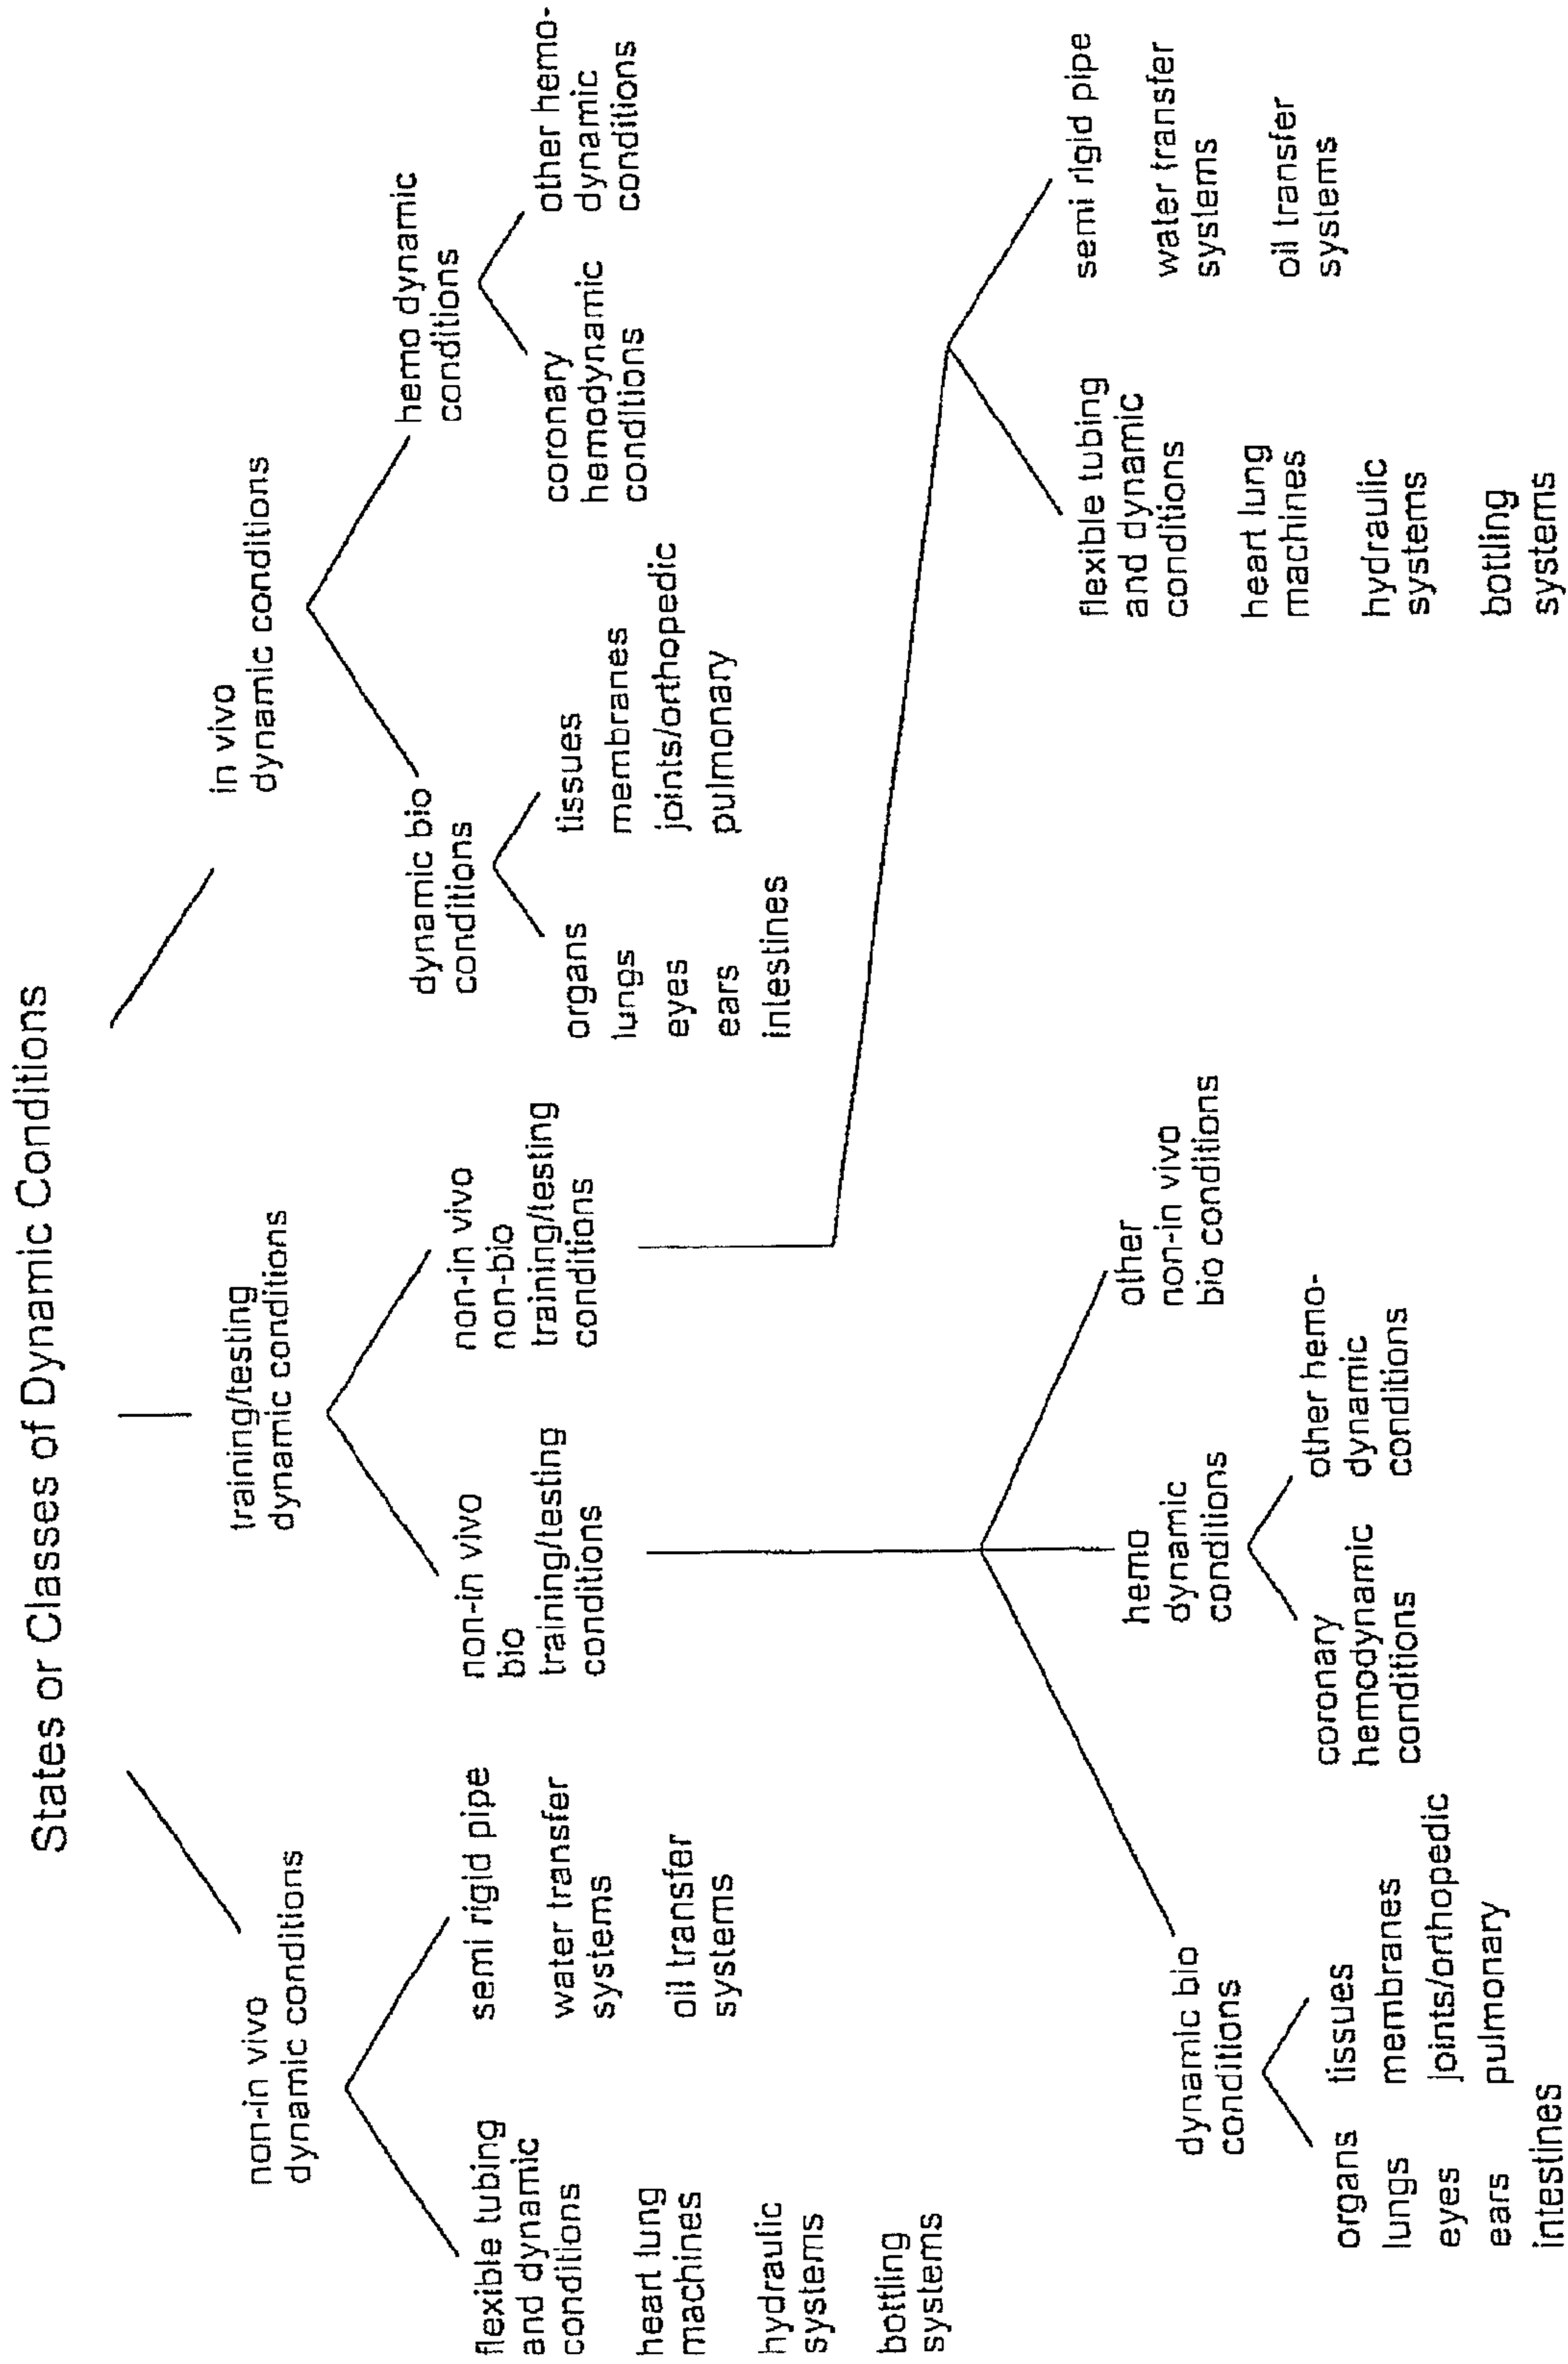 States or Classes of Dynamic Conditions
non-in vivo
dynamic conditions
training/testing
dynamic conditions
in vivo
dynamic conditions
flexible tubing
and dynamic
conditions
heart lung
machines
hydraulic
systems
bottling
systems
semi rigid pipe
water transfer
systems
oil transfer
systems
non-in vivo
bio
training/testing
conditions
non-in vivo
non-bio
training/testing
conditions
dynamic bio
conditions
organs
lungs
eyes
ears
intestines
tissues
membranes
joints/orthopedic
pulmonary
hemo dynamic
conditions
coronary
hemodynamic
conditions
other hemo-
dynamic
conditions
dynamic bio
conditions
organs
lungs
eyes
ears
intestines
tissues
membranes
joints/orthopedic
pulmonary
hemo
dynamic
conditions
coronary
hemodynamic
conditions
other hemo-
dynamic
conditions
other
non-in vivo
bio conditions
flexible tubing
and dynamic
conditions
heart lung
machines
hydraulic
systems
bottling
systems
semi rigid pipe
water transfer
systems
oil transfer
systems